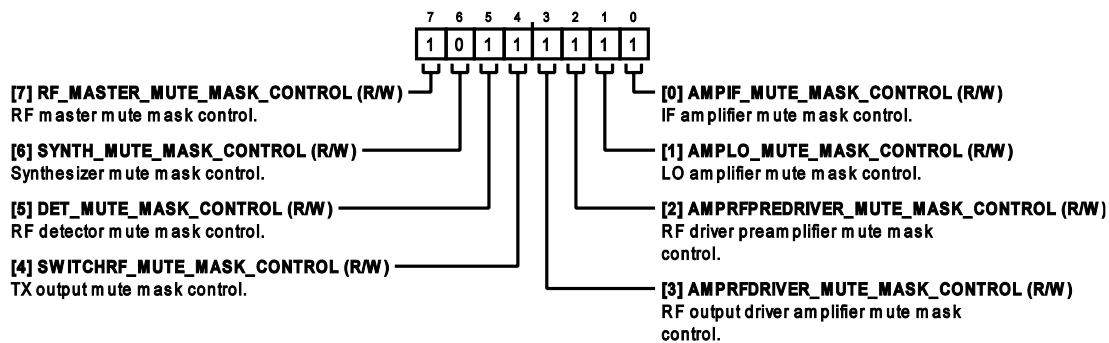 7 6 5 4 3 2 1 0
1 0 1 1 1 1 1 1
[7] RF_MASTER_MUTE_MASK_CONTROL (R/W)
RF master mute mask control.
[6] SYNTH_MUTE_MASK_CONTROL (R/W)
Synthesizer mute mask control.
[5] DET_MUTE_MASK_CONTROL (R/W)
RF detector mute mask control.
[4] SWITCHRF_MUTE_MASK_CONTROL (R/W)
TX output mute mask control.
[0] AMPIF_MUTE_MASK_CONTROL (R/W)
IF amplifier mute mask control.
[1] AMPLO_MUTE_MASK_CONTROL (R/W)
LO amplifier mute mask control.
[2] AMPRFPREDRIVER_MUTE_MASK_CONTROL (R/W)
RF driver preamplifier mute mask
control.
[3] AMPRFDRIVER_MUTE_MASK_CONTROL (R/W)
RF output driver amplifier mute mask
control.